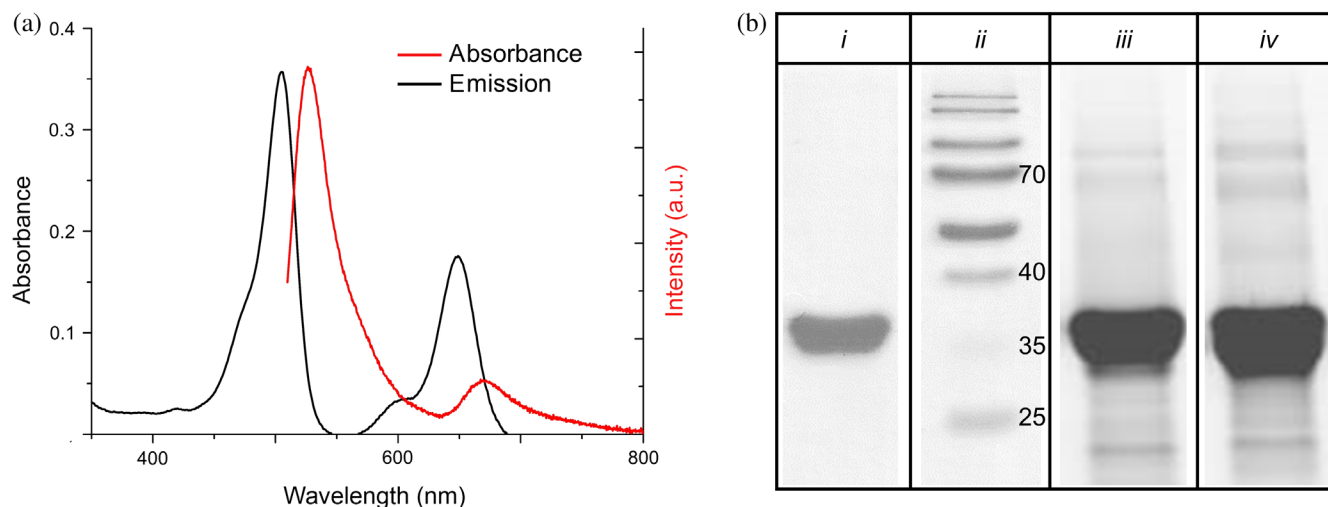 (a)
0.4
0.3
0.2
0.1
Absorbance
Absorbance
Emission
Intensity (a.u.)
400
600
800
Wavelength (nm)
(b)
i
ii
iii
iv
70
40
35
25